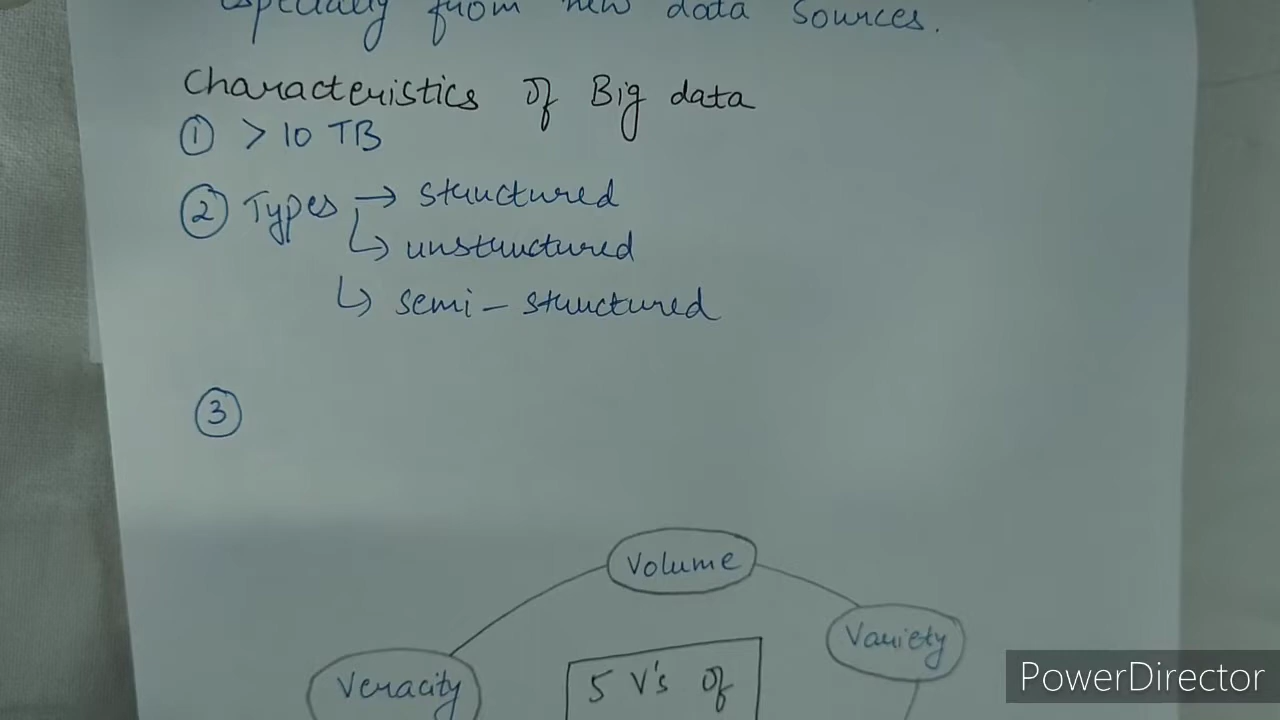 especially from new data sources.
Characteristics of Big data
① > 10 TB
② Types → structured
↳ unstructured
↳ semi - structured
③
Volume
Variety
Veracity
5 V's of
PowerDirector